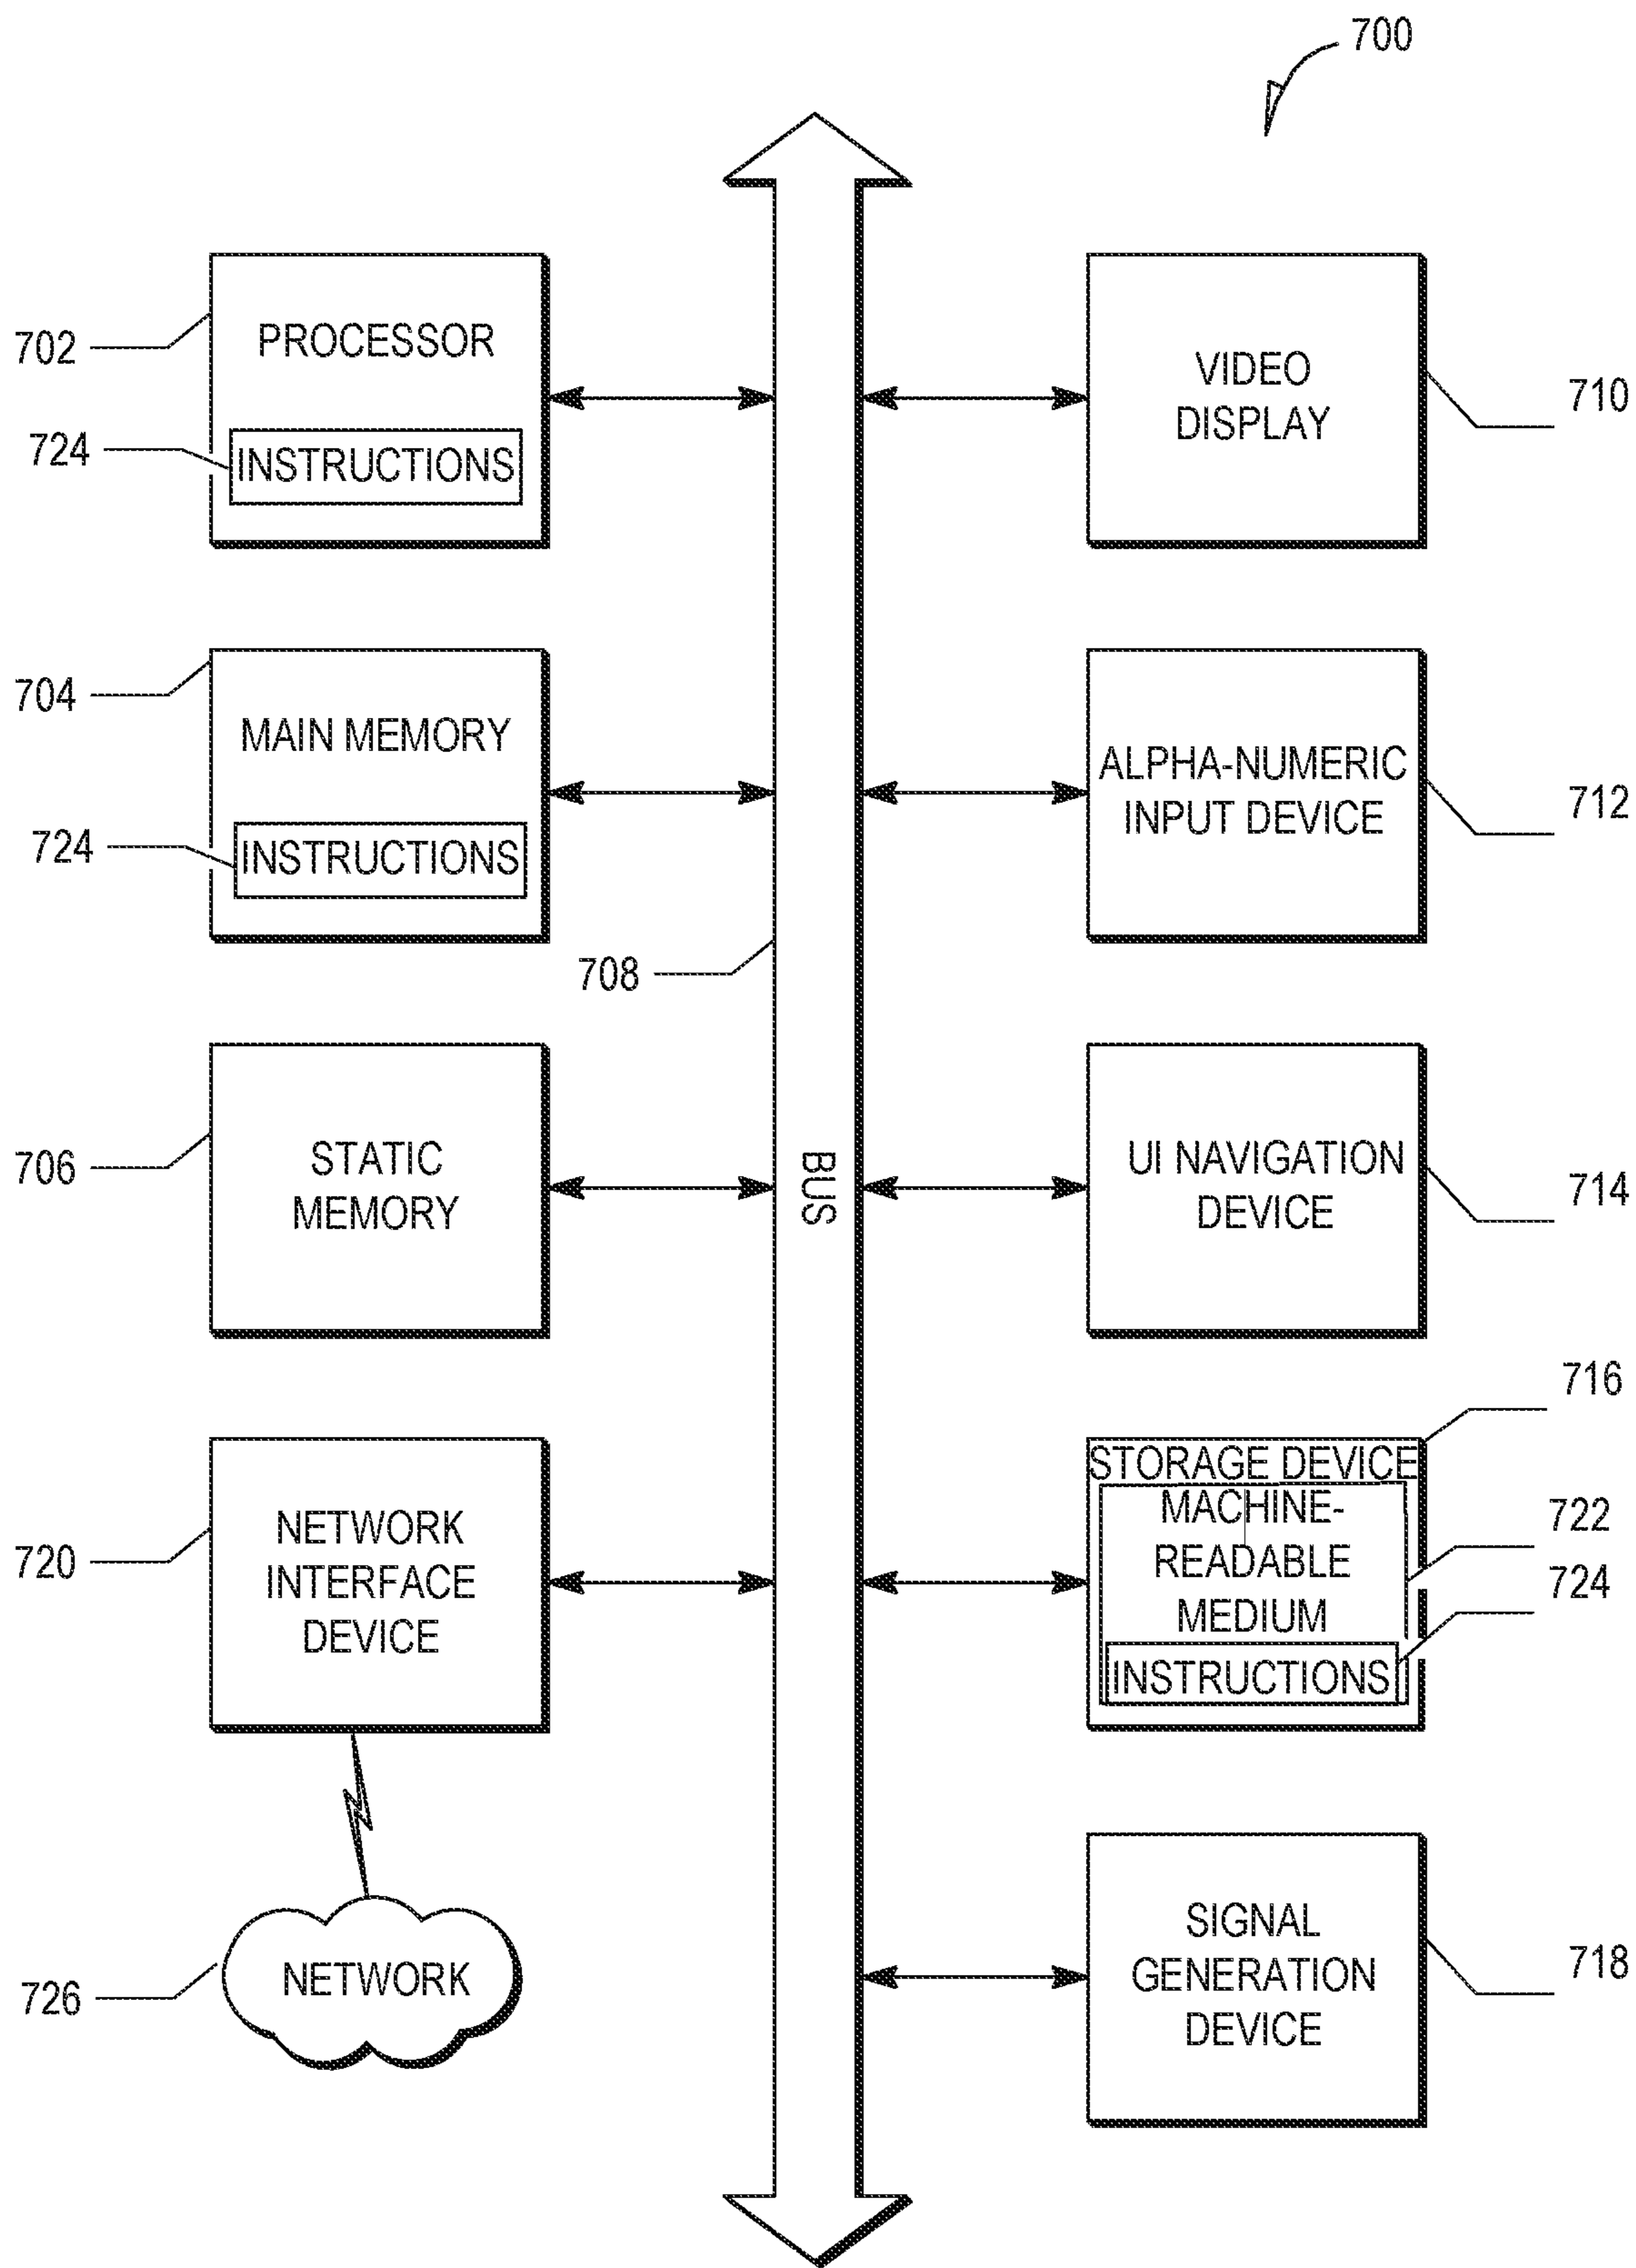 700
702
PROCESSOR
724
INSTRUCTIONS
704
MAIN MEMORY
724
INSTRUCTIONS
708
706
STATIC
MEMORY
720
NETWORK
INTERFACE
DEVICE
726
NETWORK
BUS
VIDEO
DISPLAY
710
ALPHA-NUMERIC
INPUT DEVICE
712
UI NAVIGATION
DEVICE
714
716
STORAGE DEVICE
MACHINE-
READABLE
MEDIUM
722
724
INSTRUCTIONS
SIGNAL
GENERATION
DEVICE
718